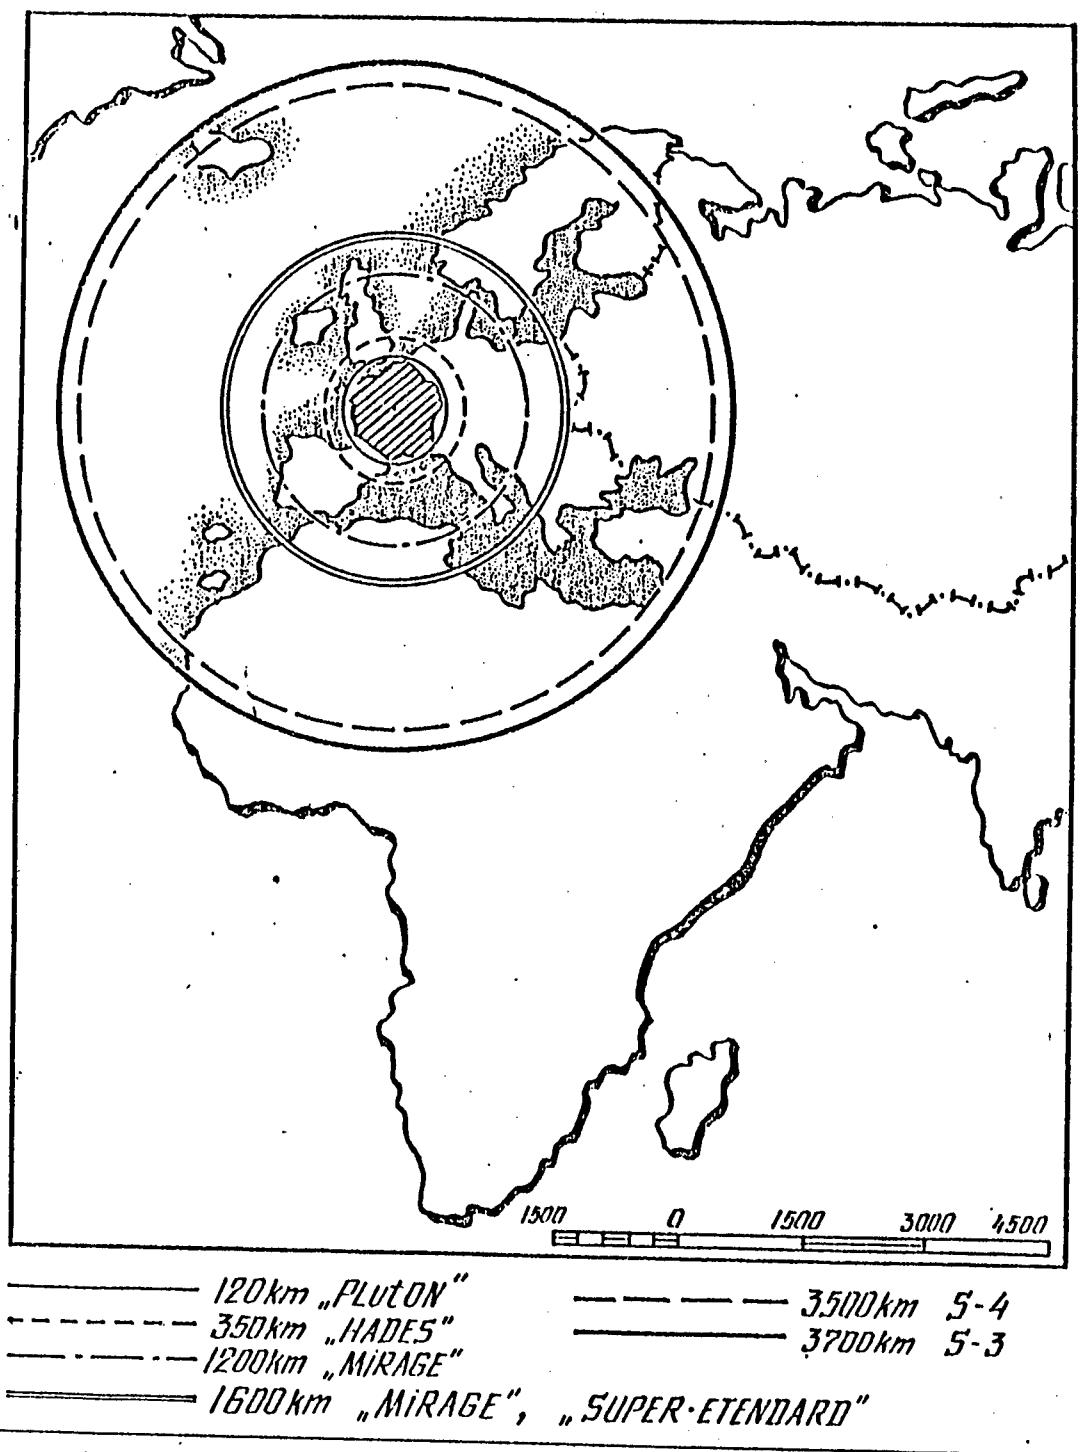 1500 0 1500 3000 4500
120km „PLUTON”
350km „HADES”
1200km „MIRAGE”
1600km „MIRAGE”, „SUPER-ETENDARD”
3500km S-4
3700km S-3